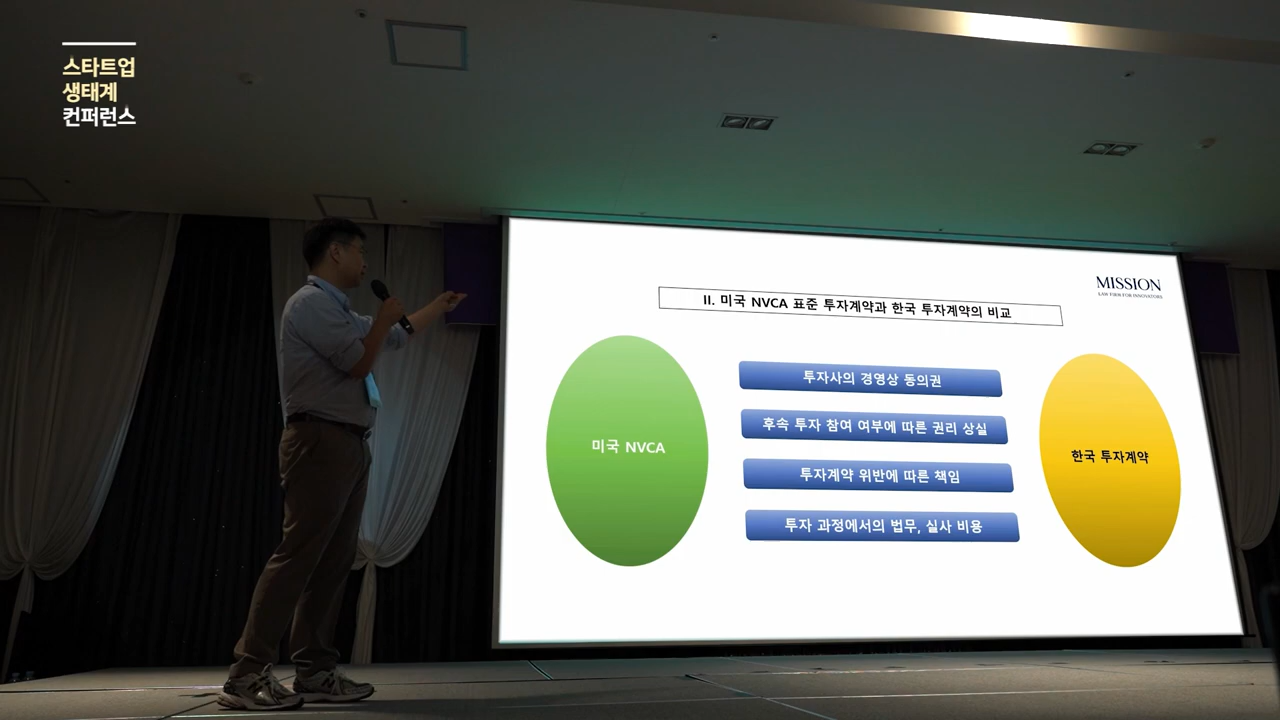 스타트업
생태계
컨퍼런스
MISSION
LAW FIRM FOR INNOVATORS
II. 미국 NVCA 표준 투자계약과 한국 투자계약의 비교
미국 NVCA
투자사의 경영상 동의권
후속 투자 참여 여부에 따른 권리 상실
투자계약 위반에 따른 책임
투자 과정에서의 법무, 실사 비용
한국 투자계약